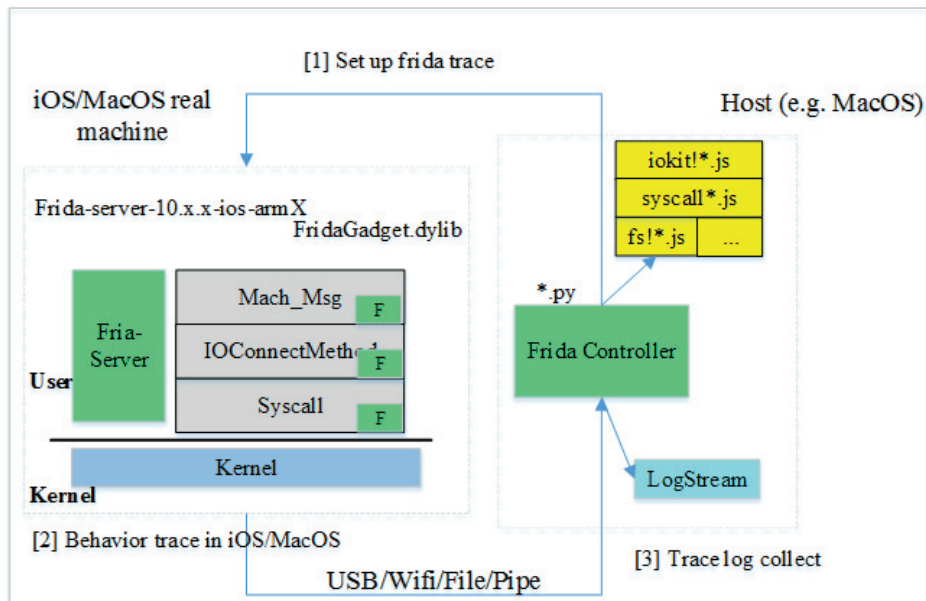 [1] Set up frida trace
iOS/MacOS real
machine
Host (e.g. MacOS)
iokit!*.js
syscall*.js
fs!*.js
...
Frida-server-10.x.x-ios-armX
FridaGadget.dylib
*.py
Fria-
Server
Mach_Msg
F
IOConnectMethod
F
Syscall
F
User
Frida Controller
Kernel
Kernel
LogStream
[2] Behavior trace in iOS/MacOS
[3] Trace log collect
USB/Wifi/File/Pipe